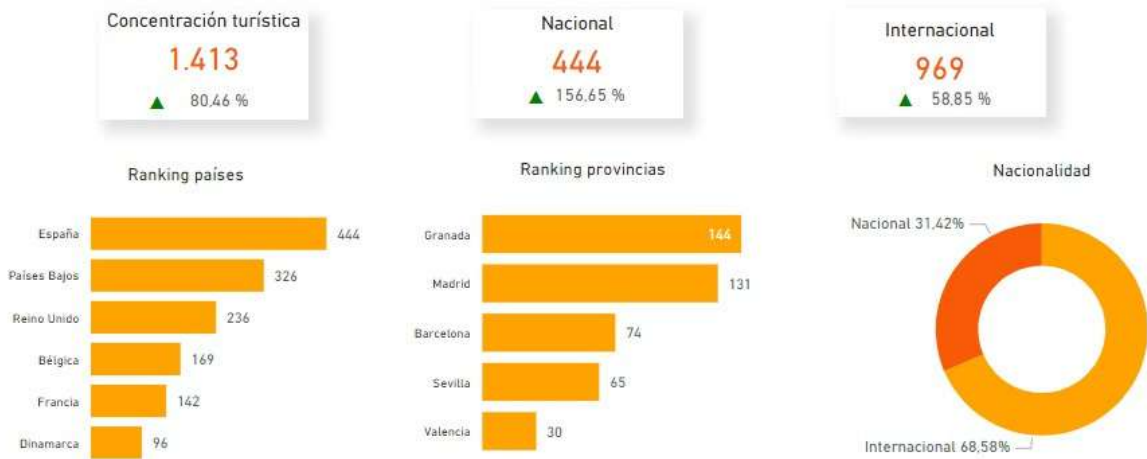 Concentración turística
1.413
▲ 80,46 %
Nacional
444
▲ 156,65 %
Internacional
969
▲ 58,85 %
Ranking países
España 444
Países Bajos 326
Reino Unido 236
Bélgica 169
Francia 142
Dinamarca 96
Ranking provincias
Granada 144
Madrid 131
Barcelona 74
Sevilla 65
Valencia 30
Nacionalidad
Nacional 31,42%
Internacional 68,58%